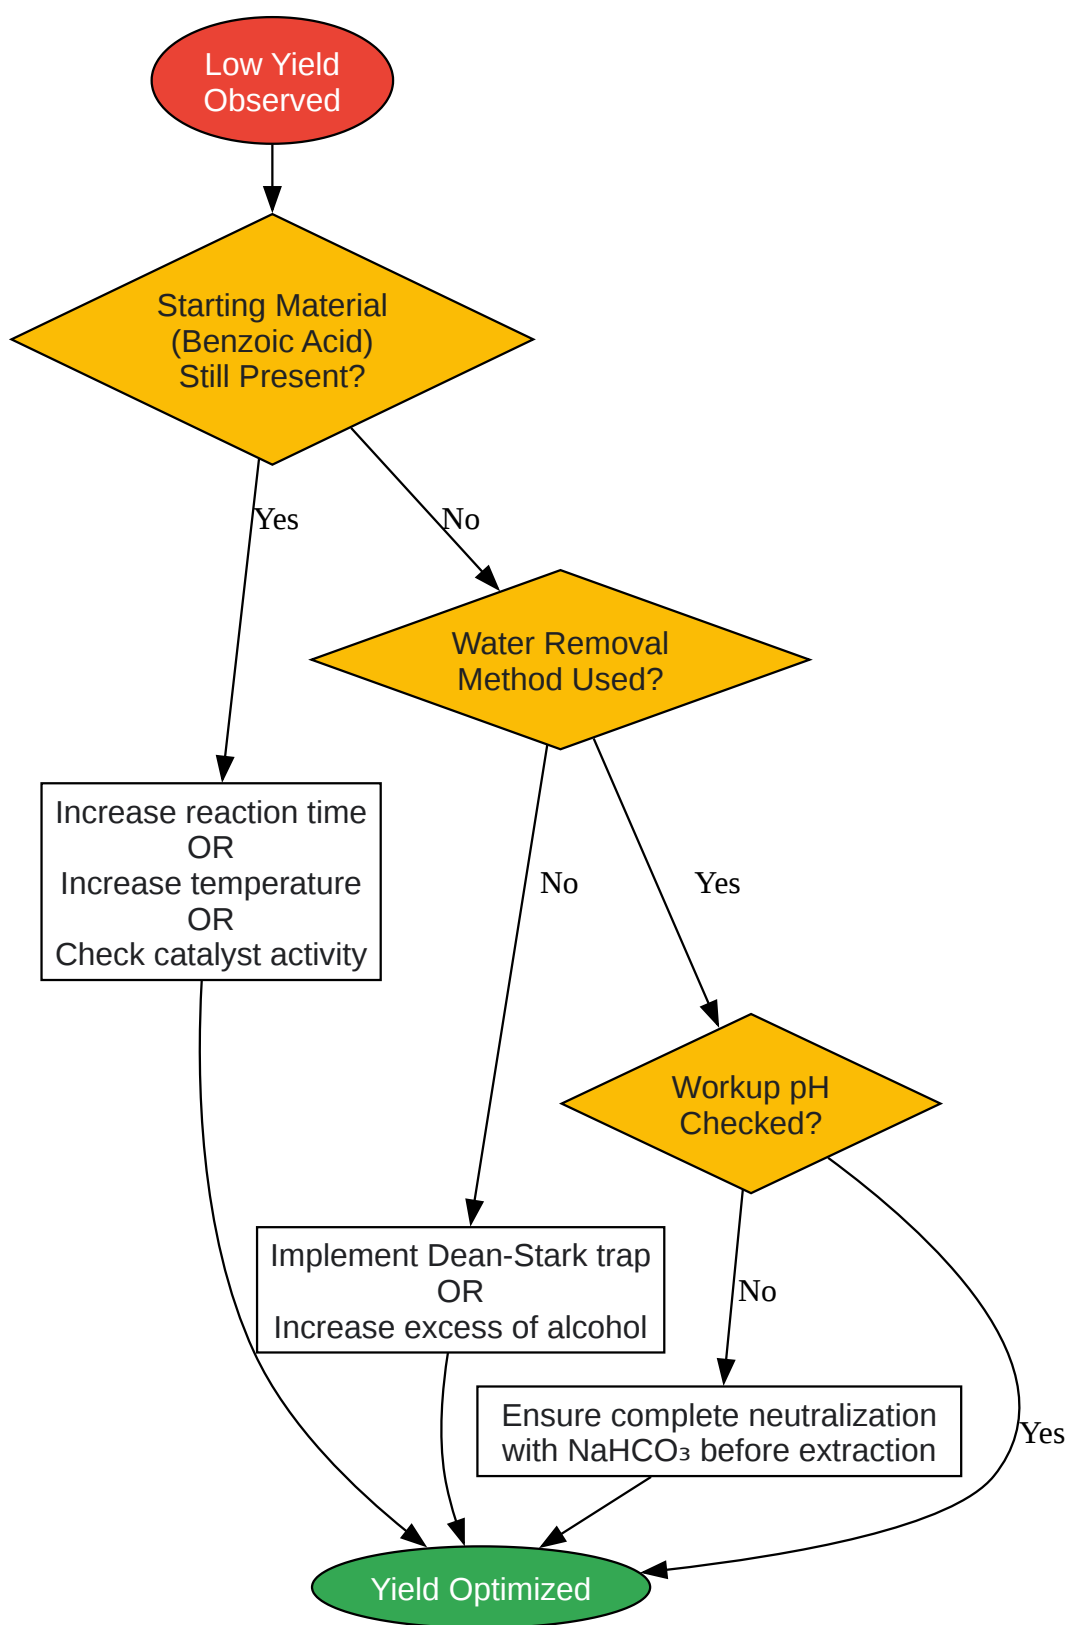 Low Yield
Observed
Starting Material
(Benzoic Acid)
Still Present?
Yes
No
Water Removal
Method Used?
Increase reaction time
OR
Increase temperature
OR
Check catalyst activity
No
Yes
Workup pH
Checked?
Implement Dean-Stark trap
OR
Increase excess of alcohol
No
Ensure complete neutralization
with NaHCO₃ before extraction
Yes
Yield Optimized